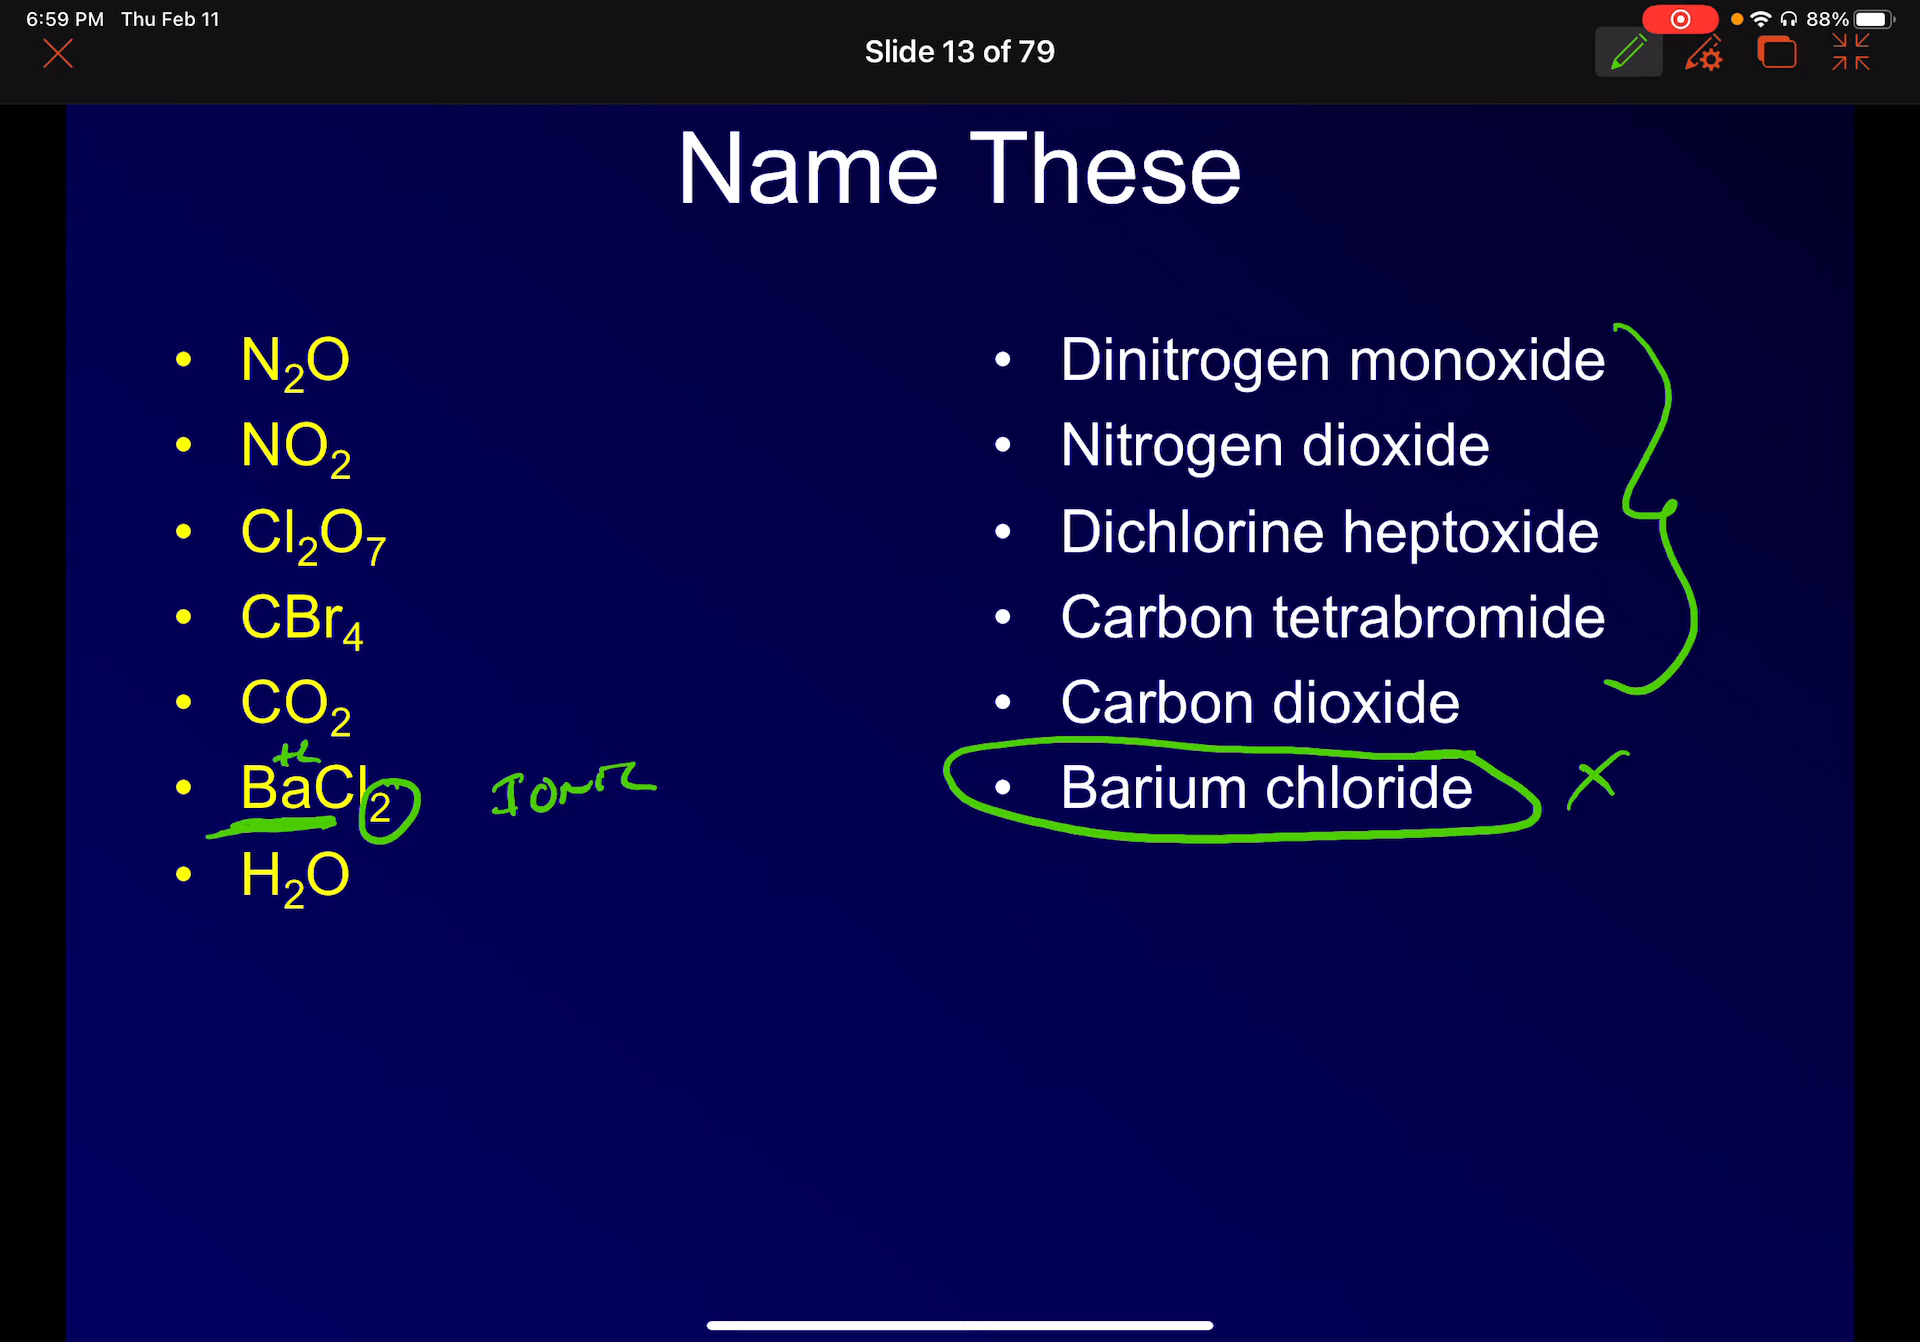 6:59 PM Thu Feb 11
88%
Slide 13 of 79
Name These
• N₂O
• NO₂
• Cl₂O₇
• CBr₄
• CO₂
• BaCl₂ Ionic
• H₂O
• Dinitrogen monoxide
• Nitrogen dioxide
• Dichlorine heptoxide
• Carbon tetrabromide
• Carbon dioxide
• Barium chloride X